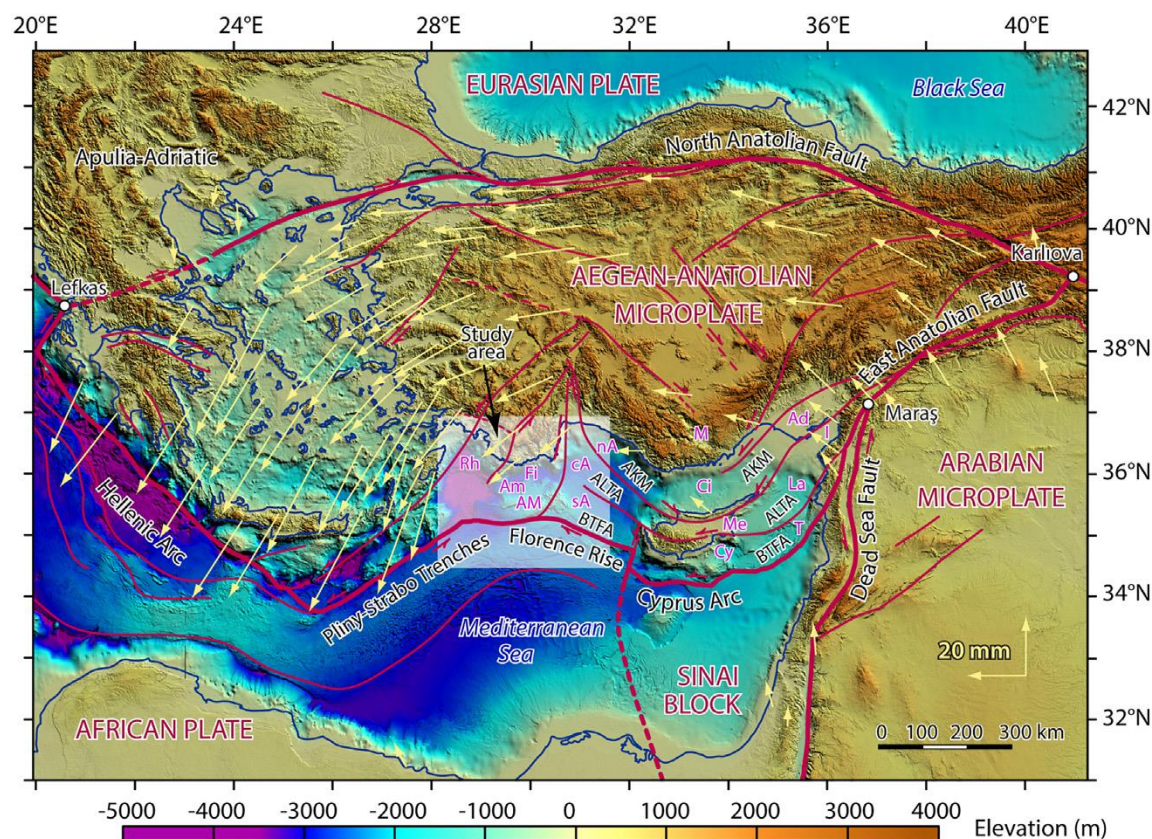 20°E 24°E 28°E 32°E 36°E 40°E
EURASIAN PLATE
Black Sea
42°N
Apulia-Adriatic
North Anatolian Fault
40°N
Karlıova
Lefkas
AEGEAN-ANATOLIAN
MICROPLATE
Study
area
East Anatolian Fault
38°N
Maraş
M
Ad
I
nA
Rh
Fi
cA
AKM
AKM
36°N
Am
ALTA
Ci
La
ARABIAN
MICROPLATE
AM
sA
ALTA
Hellenic Arc
BTFA
Me
T
Florence Rise
Cy
BTFA
Dead Sea Fault
Pliny-Strabo Trenches
Cyprus Arc
34°N
Mediterranean
Sea
20 mm
SINAI
BLOCK
AFRICAN PLATE
0 100 200 300 km
32°N
-5000 -4000 -3000 -2000 -1000 0 1000 2000 3000 4000
Elevation (m)